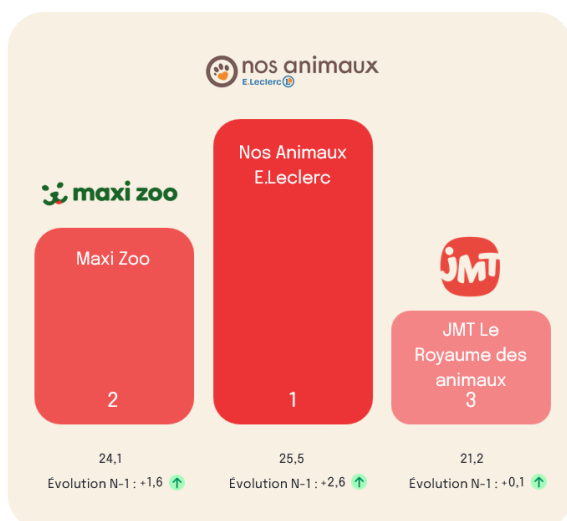 nos animaux
E.Leclerc
maxi zoo
Nos Animaux
E.Leclerc
Maxi Zoo
JMT
JMT Le
Royaume des
animaux
2
1
3
24,1
25,5
21,2
Évolution N-1 : +1,6
Évolution N-1 : +2,6
Évolution N-1 : +0,1